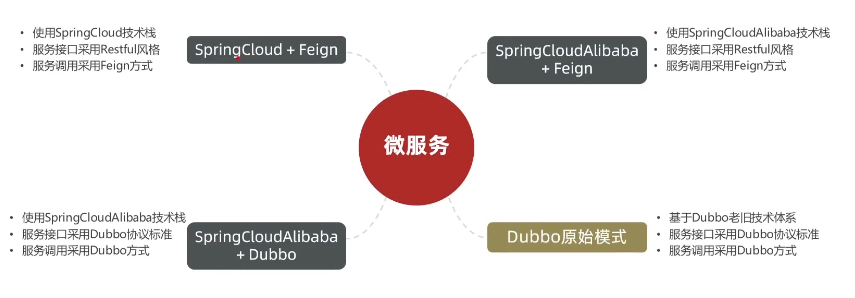 • 使用SpringCloud技术栈
• 服务接口采用Restful风格
• 服务调用采用Feign方式
SpringCloud + Feign
SpringCloudAlibaba
+ Feign
• 使用SpringCloudAlibaba技术栈
• 服务接口采用Restful风格
• 服务调用采用Feign方式
微服务
• 使用SpringCloudAlibaba技术栈
• 服务接口采用Dubbo协议标准
• 服务调用采用Dubbo方式
SpringCloudAlibaba
+ Dubbo
Dubbo原始模式
• 基于Dubbo老旧技术体系
• 服务接口采用Dubbo协议标准
• 服务调用采用Dubbo方式